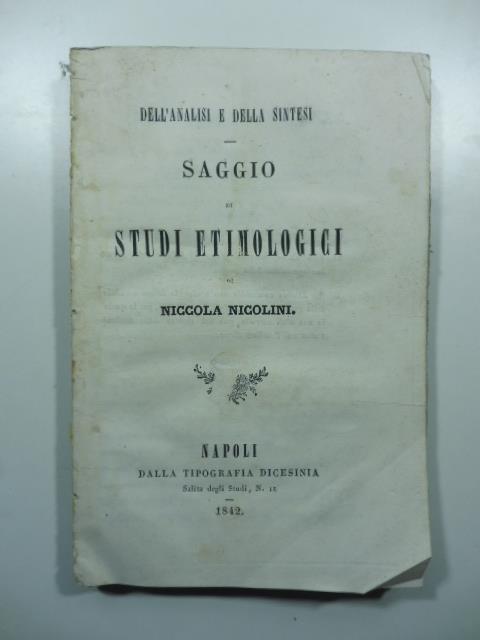 DELL'ANALISI E DELLA SINTESI
SAGGIO
DI
STUDI ETIMOLOGICI
DI
NICCOLA NICOLINI.
NAPOLI
DALLA TIPOGRAFIA DICESINIA
Salita degli Studi, N. 12
1842.